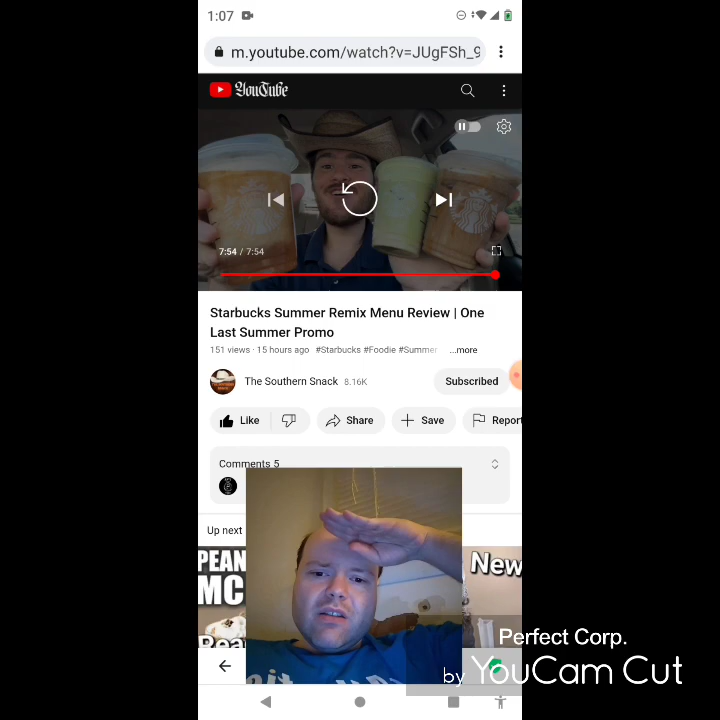 1:07
m.youtube.com/watch?v=JUgFSh_9
YouTube
7:54 / 7:54
Starbucks Summer Remix Menu Review | One
Last Summer Promo
151 views · 15 hours ago #Starbucks #Foodie #Summer ...more
The Southern Snack 8.16K
Subscribed
Like
Share
Save
Report
Comments 5
Up next
PEAN
MC
New
Perfect Corp.
by YouCam Cut